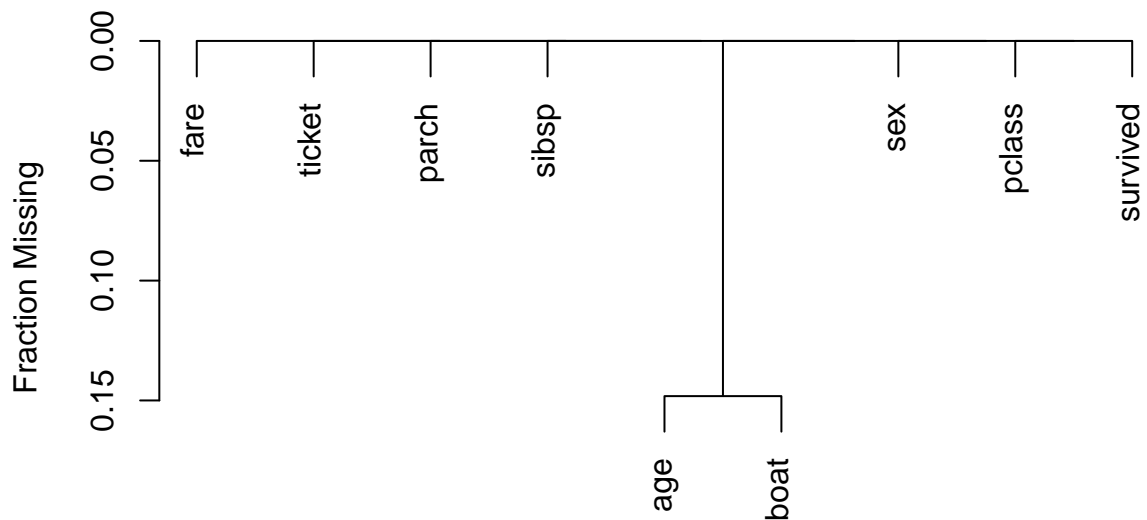 Fraction Missing
0.00
0.05
0.10
0.15
fare
ticket
parch
sibsp
age
boat
sex
pclass
survived